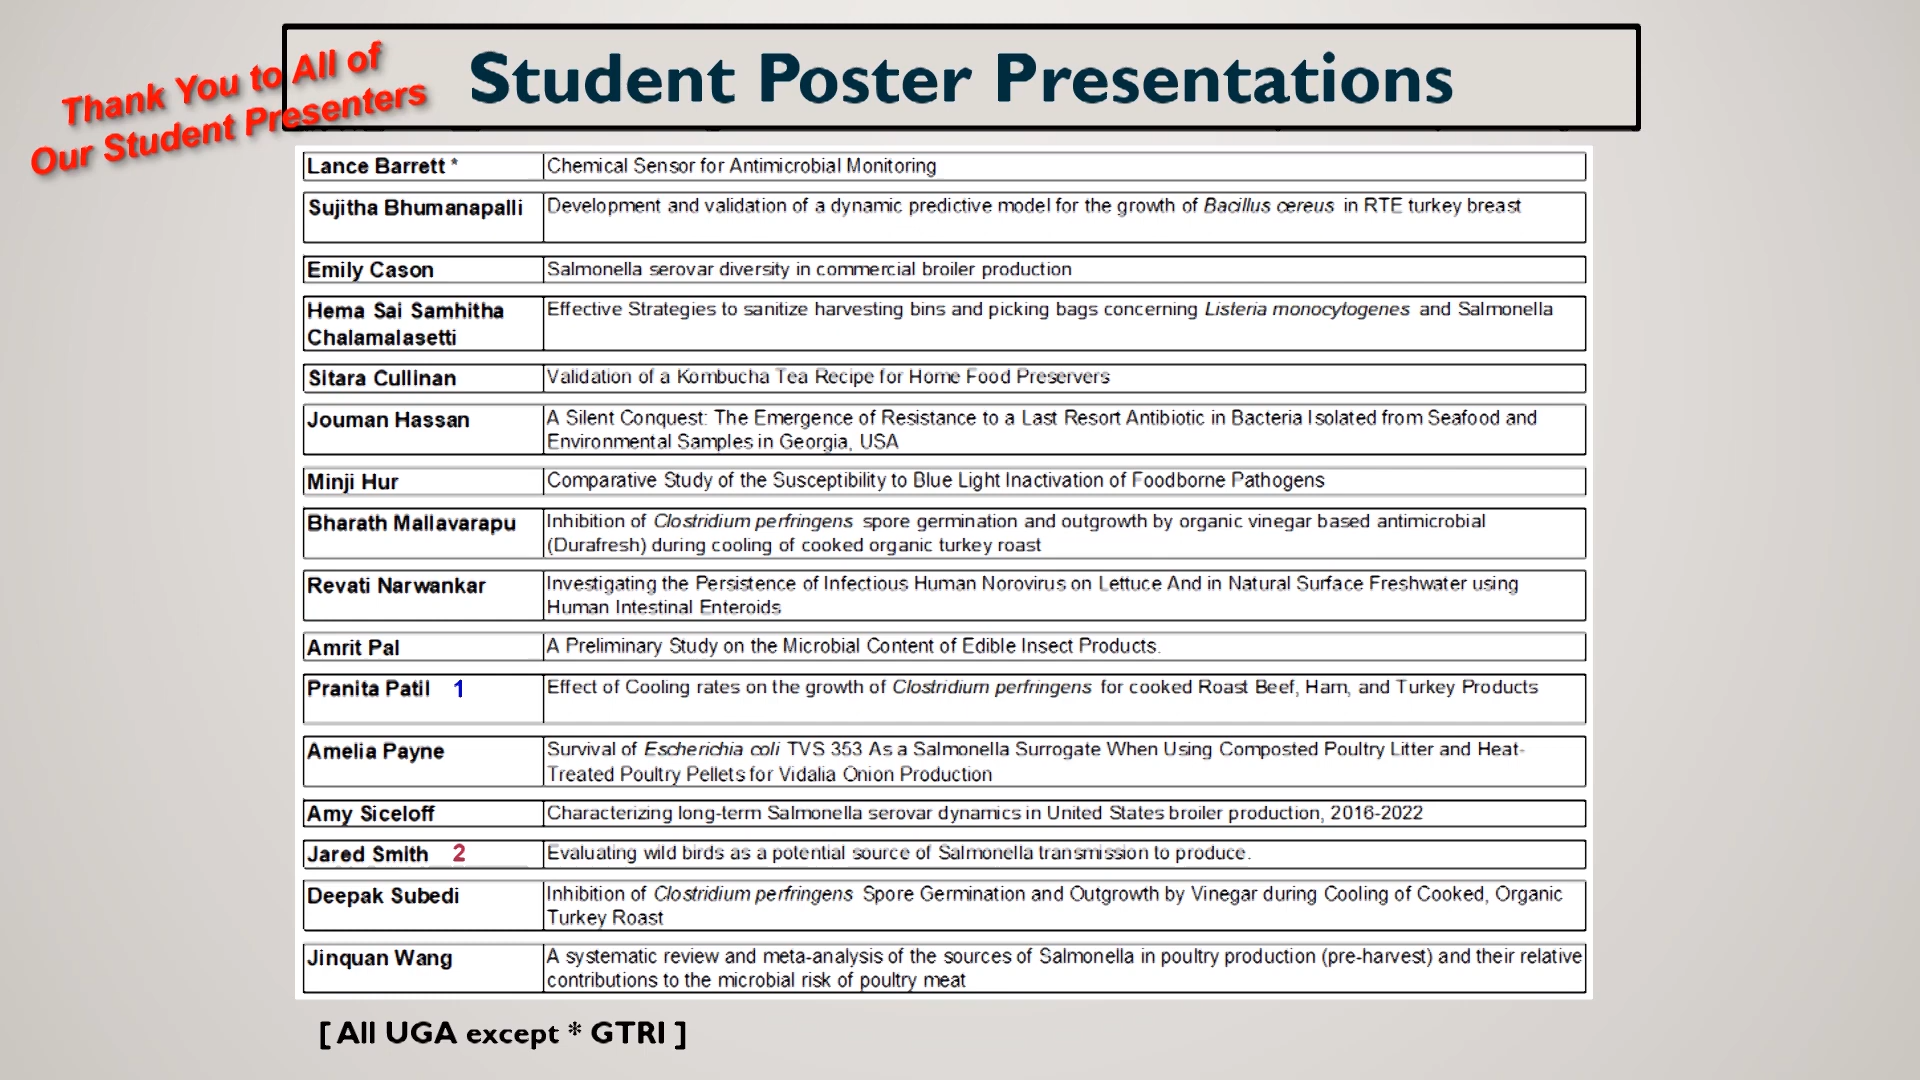 Thank You to All of
Our Student Presenters
Student Poster Presentations
Lance Barrett * Chemical Sensor for Antimicrobial Monitoring
Sujitha Bhumanapalli Development and validation of a dynamic predictive model for the growth of Bacillus cereus in RTE turkey breast
Emily Cason Salmonella serovar diversity in commercial broiler production
Hema Sai Samhitha Effective Strategies to sanitize harvesting bins and picking bags concerning Listeria monocytogenes and Salmonella
Chalamalasetti
Sitara Cullinan Validation of a Kombucha Tea Recipe for Home Food Preservers
Jouman Hassan A Silent Conquest: The Emergence of Resistance to a Last Resort Antibiotic in Bacteria Isolated from Seafood and
Environmental Samples in Georgia, USA
Minji Hur Comparative Study of the Susceptibility to Blue Light Inactivation of Foodborne Pathogens
Bharath Mallavarapu Inhibition of Clostridium perfringens spore germination and outgrowth by organic vinegar based antimicrobial
(Durafresh) during cooling of cooked organic turkey roast
Revati Narwankar Investigating the Persistence of Infectious Human Norovirus on Lettuce And in Natural Surface Freshwater using
Human Intestinal Enteroids
Amrit Pal A Preliminary Study on the Microbial Content of Edible Insect Products.
Pranita Patil 1 Effect of Cooling rates on the growth of Clostridium perfringens for cooked Roast Beef, Ham, and Turkey Products
Amelia Payne Survival of Escherichia coli TVS 353 As a Salmonella Surrogate When Using Composted Poultry Litter and Heat-
Treated Poultry Pellets for Vidalia Onion Production
Amy Siceloff Characterizing long-term Salmonella serovar dynamics in United States broiler production, 2016-2022
Jared Smith 2 Evaluating wild birds as a potential source of Salmonella transmission to produce.
Deepak Subedi Inhibition of Clostridium perfringens Spore Germination and Outgrowth by Vinegar during Cooling of Cooked, Organic
Turkey Roast
Jinquan Wang A systematic review and meta-analysis of the sources of Salmonella in poultry production (pre-harvest) and their relative
contributions to the microbial risk of poultry meat
[ All UGA except * GTRI ]